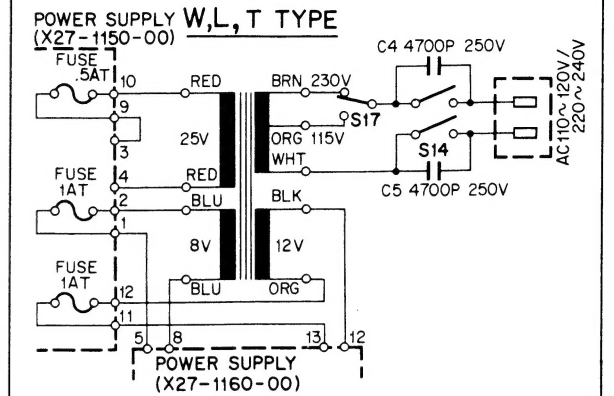 POWER SUPPLY W,L,T TYPE
(X27-1150-00)
FUSE
.5AT
10
RED
BRN 230V
C4 4700P 250V
AC110~120V/
220~240V
9
3
25V
ORG 115V
S17
WHT
S14
C5 4700P 250V
FUSE
1AT
4
RED
2
BLU
BLK
1
8V
12V
FUSE
1AT
12
BLU
ORG
11
5
8
13
12
POWER SUPPLY
(X27-1160-00)